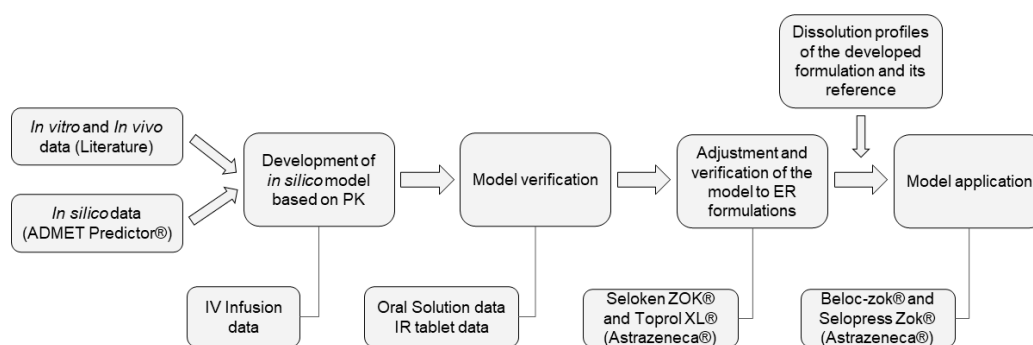 Dissolution profiles
of the developed
formulation and its
reference
In vitro and In vivo
data (Literature)
In silico data
(ADMET Predictor®)
Development of
in silico model
based on PK
Model verification
Adjustment and
verification of the
model to ER
formulations
Model application
IV Infusion
data
Oral Solution data
IR tablet data
Seloken ZOK®
and Toprol XL®
(Astrazeneca®)
Beloc-zok® and
Selopress Zok®
(Astrazeneca®)